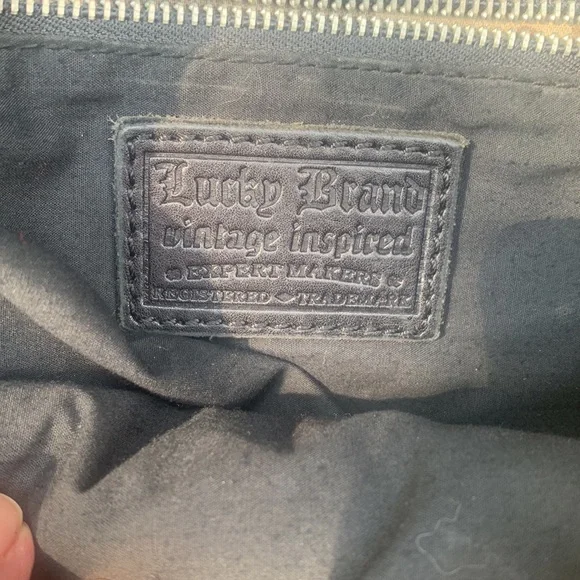 Lucky Brand
vintage inspired
EXPERT MAKERS
REGISTERED TRADEMARK